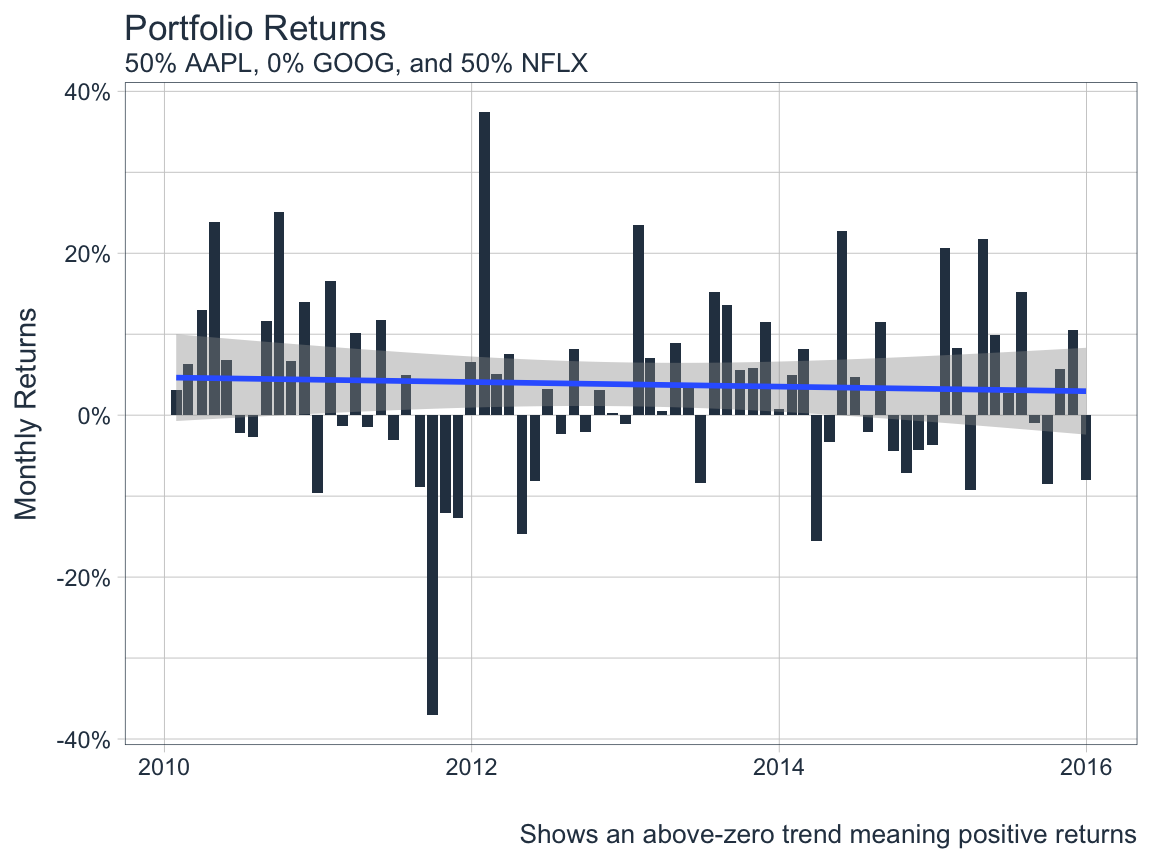 Portfolio Returns
50% AAPL, 0% GOOG, and 50% NFLX
Monthly Returns
40%
20%
0%
-20%
-40%
2010 2012 2014 2016
Shows an above-zero trend meaning positive returns